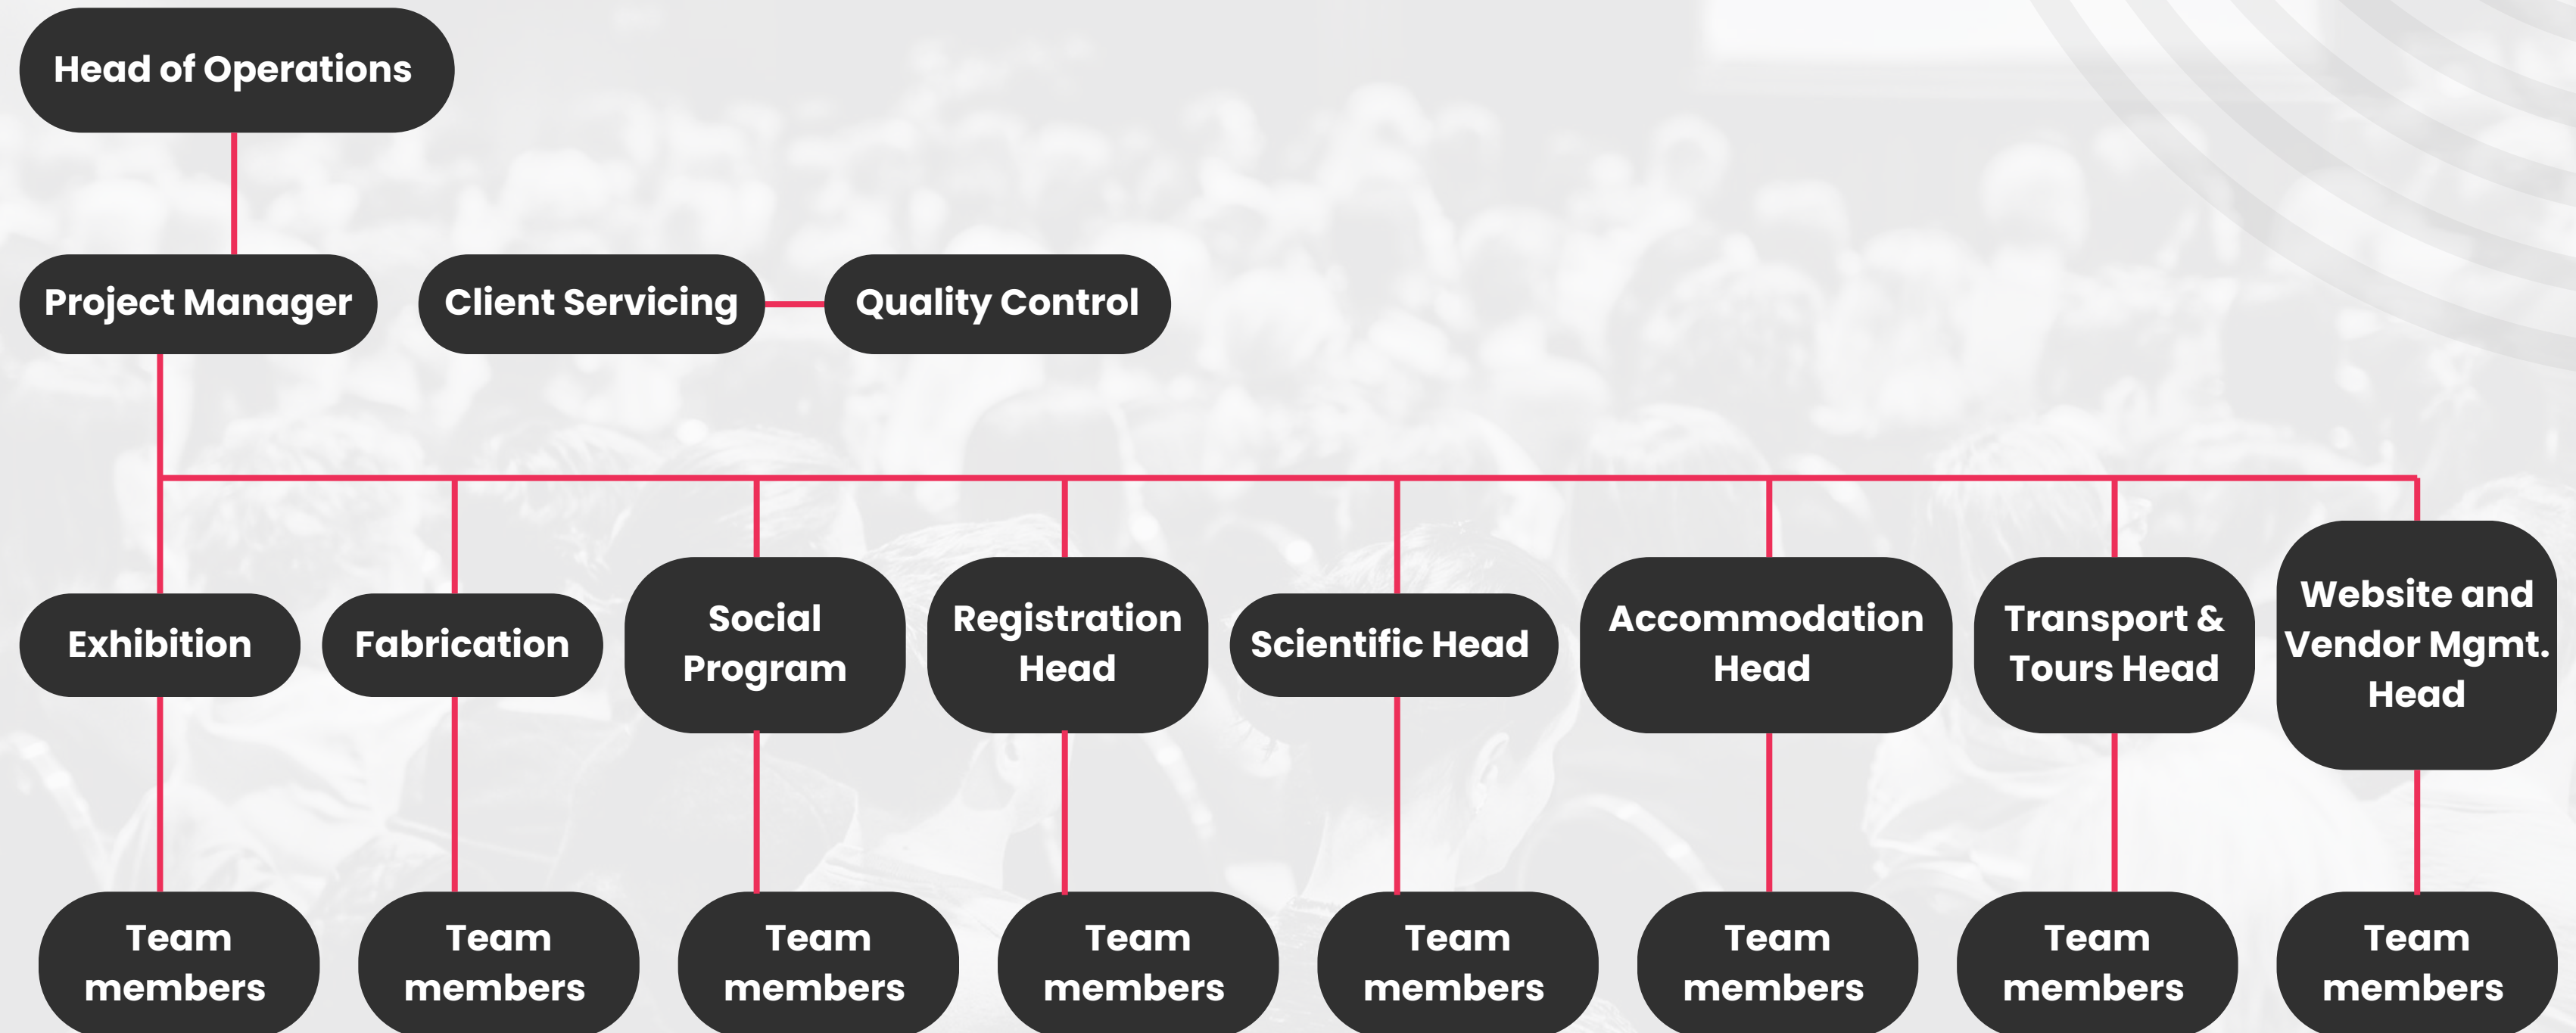 Head of Operations
Project Manager
Client Servicing
Quality Control
Exhibition
Fabrication
Social
Program
Registration
Head
Scientific Head
Accommodation
Head
Transport &
Tours Head
Website and
Vendor Mgmt.
Head
Team
members
Team
members
Team
members
Team
members
Team
members
Team
members
Team
members
Team
members